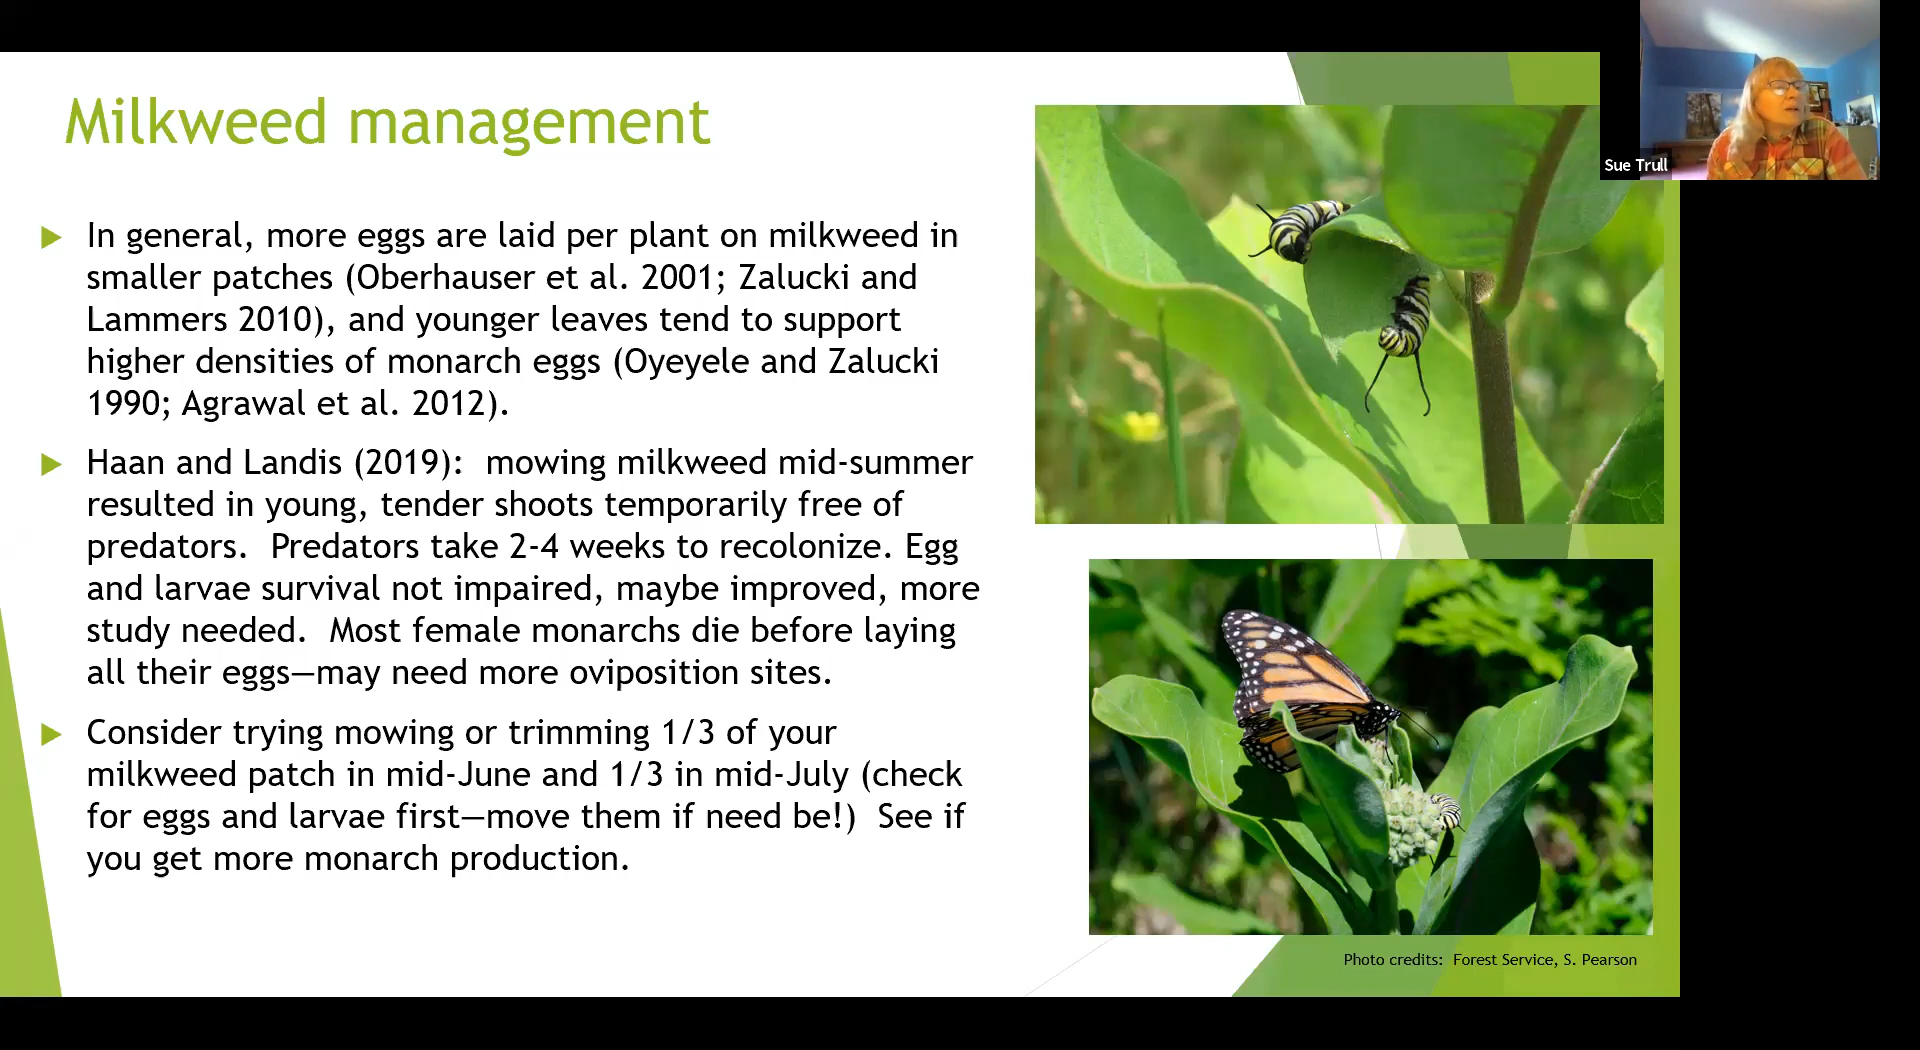 Milkweed management
In general, more eggs are laid per plant on milkweed in
smaller patches (Oberhauser et al. 2001; Zalucki and
Lammers 2010), and younger leaves tend to support
higher densities of monarch eggs (Oyeyele and Zalucki
1990; Agrawal et al. 2012).
Haan and Landis (2019):  mowing milkweed mid-summer
resulted in young, tender shoots temporarily free of
predators.  Predators take 2-4 weeks to recolonize. Egg
and larvae survival not impaired, maybe improved, more
study needed.  Most female monarchs die before laying
all their eggs—may need more oviposition sites.
Consider trying mowing or trimming 1/3 of your
milkweed patch in mid-June and 1/3 in mid-July (check
for eggs and larvae first—move them if need be!)  See if
you get more monarch production.
Sue Trull
Photo credits:  Forest Service, S. Pearson